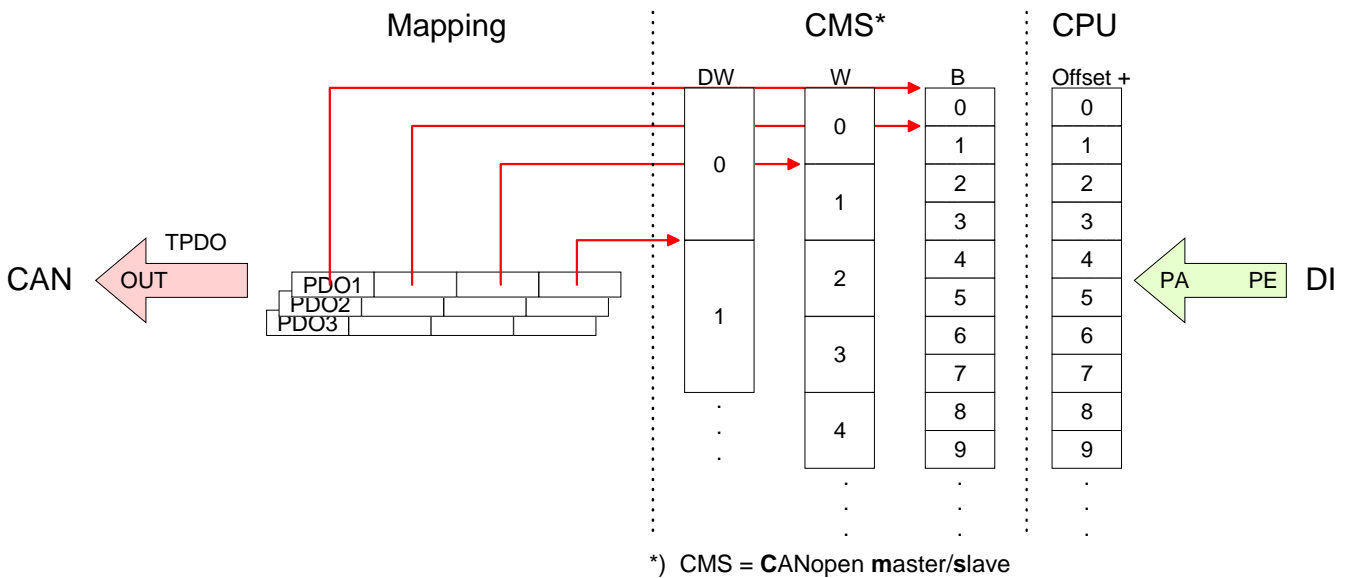 Mapping CMS* CPU
DW W B Offset +
0 0
0 1 1
0 2 2
1 3 3
TPDO 4 4
CAN OUT PDO1 2 5 5 PA PE DI
PDO2
PDO3 1 6 6
3 7 7
. 8 8
. 4 9 9
. . . .
. . .
. . .
*) CMS = CANopen master/slave